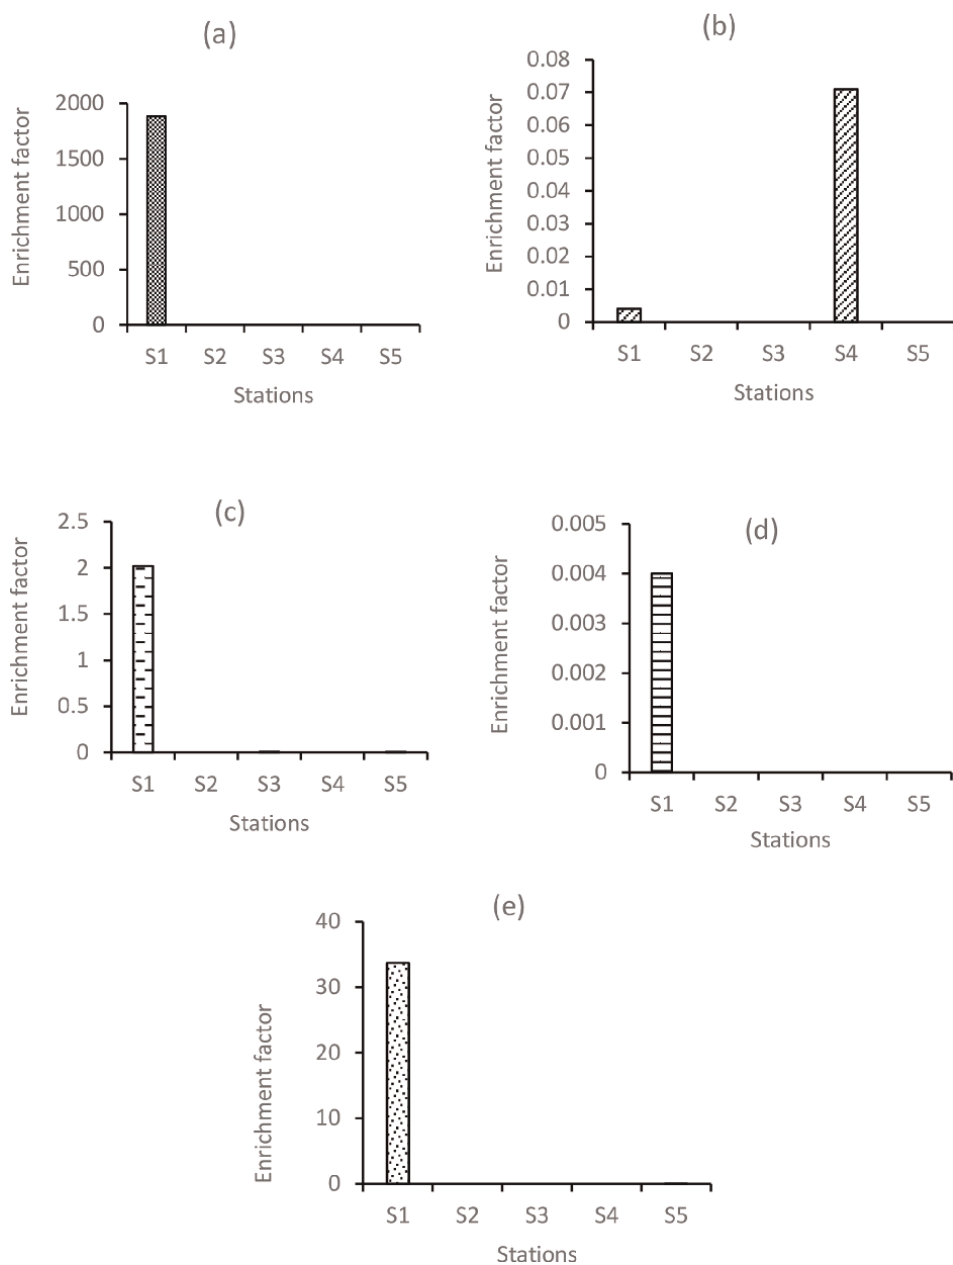 (a)
Enrichment factor
2000
1500
1000
500
0
S1 S2 S3 S4 S5
Stations
(b)
Enrichment factor
0.08
0.07
0.06
0.05
0.04
0.03
0.02
0.01
0
S1 S2 S3 S4 S5
Stations
(c)
Enrichment factor
2.5
2
1.5
1
0.5
0
S1 S2 S3 S4 S5
Stations
(d)
Enrichment factor
0.005
0.004
0.003
0.002
0.001
0
S1 S2 S3 S4 S5
Stations
(e)
Enrichment factor
40
30
20
10
0
S1 S2 S3 S4 S5
Stations